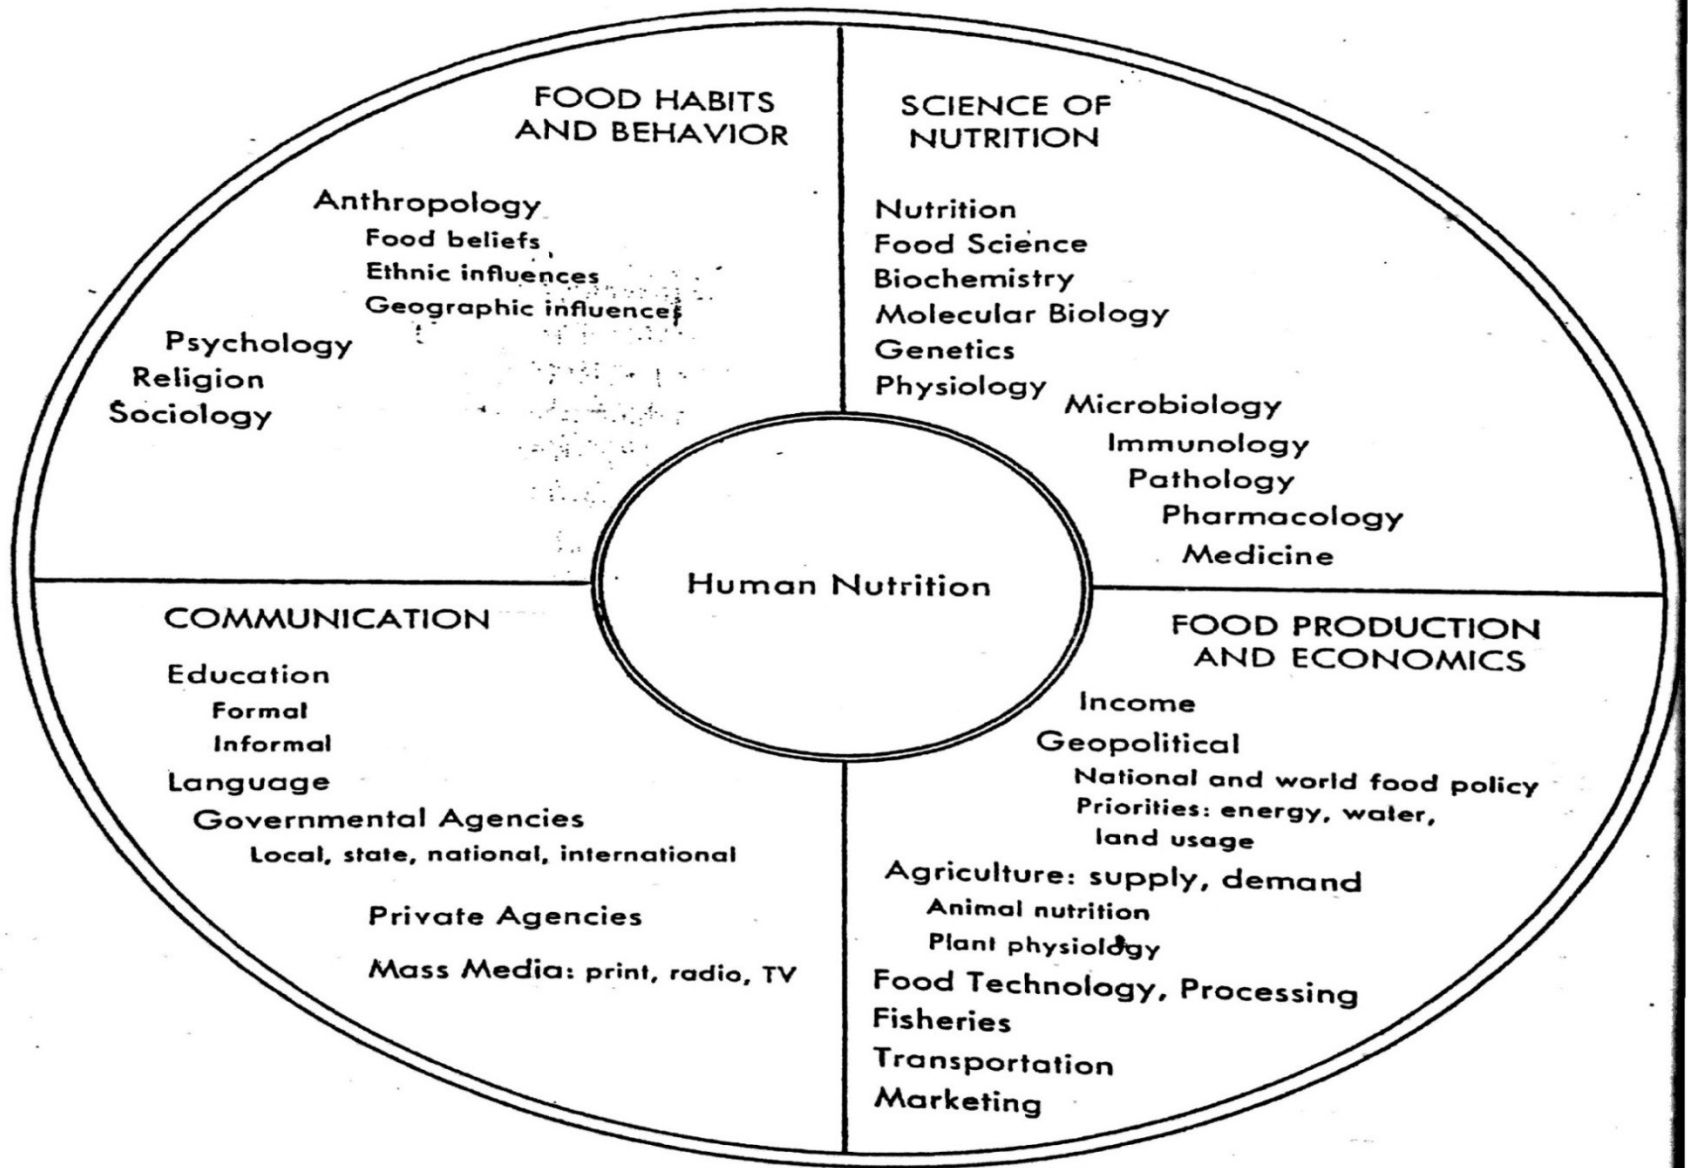 FOOD HABITS
AND BEHAVIOR
Anthropology
Food beliefs
Ethnic influences
Geographic influences
Psychology
Religion
Sociology
SCIENCE OF
NUTRITION
Nutrition
Food Science
Biochemistry
Molecular Biology
Genetics
Physiology
Microbiology
Immunology
Pathology
Pharmacology
Medicine
Human Nutrition
COMMUNICATION
Education
Formal
Informal
Language
Governmental Agencies
Local, state, national, international
Private Agencies
Mass Media: print, radio, TV
FOOD PRODUCTION
AND ECONOMICS
Income
Geopolitical
National and world food policy
Priorities: energy, water,
land usage
Agriculture: supply, demand
Animal nutrition
Plant physiology
Food Technology, Processing
Fisheries
Transportation
Marketing